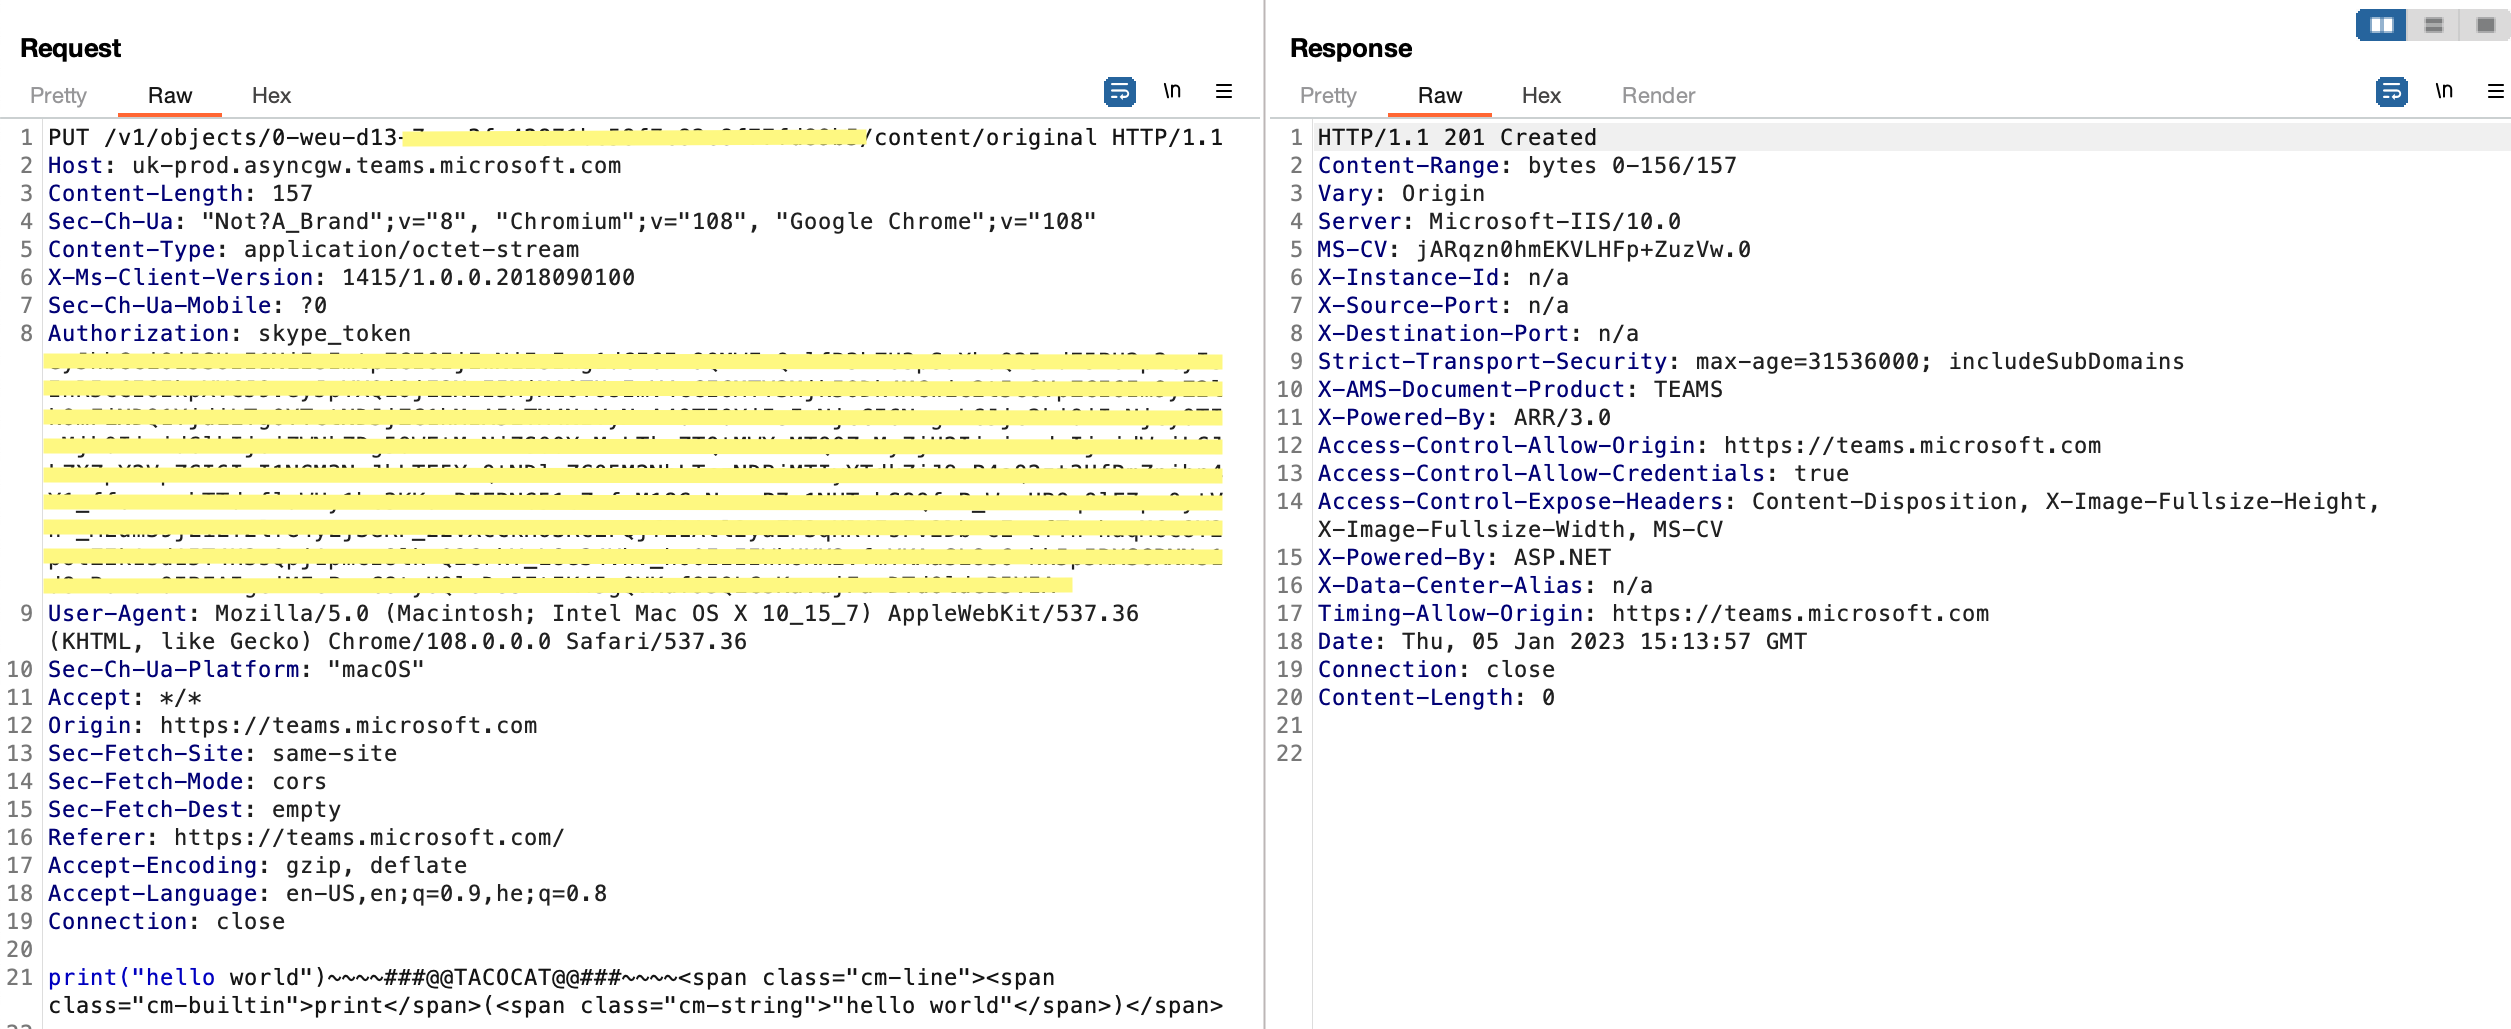 Request
Pretty Raw Hex \n
1 PUT /v1/objects/0-weu-d13- /content/original HTTP/1.1
2 Host: uk-prod.asyncgw.teams.microsoft.com
3 Content-Length: 157
4 Sec-Ch-Ua: "Not?A_Brand";v="8", "Chromium";v="108", "Google Chrome";v="108"
5 Content-Type: application/octet-stream
6 X-Ms-Client-Version: 1415/1.0.0.2018090100
7 Sec-Ch-Ua-Mobile: ?0
8 Authorization: skype_token
9 User-Agent: Mozilla/5.0 (Macintosh; Intel Mac OS X 10_15_7) AppleWebKit/537.36
(KHTML, like Gecko) Chrome/108.0.0.0 Safari/537.36
10 Sec-Ch-Ua-Platform: "macOS"
11 Accept: */*
12 Origin: https://teams.microsoft.com
13 Sec-Fetch-Site: same-site
14 Sec-Fetch-Mode: cors
15 Sec-Fetch-Dest: empty
16 Referer: https://teams.microsoft.com/
17 Accept-Encoding: gzip, deflate
18 Accept-Language: en-US,en;q=0.9,he;q=0.8
19 Connection: close
20
21 print("hello world")~~~~###@@TACOCAT@@###~~~~<span class="cm-line"><span
class="cm-builtin">print</span>(<span class="cm-string">"hello world"</span>)</span>
Response
Pretty Raw Hex Render \n
1 HTTP/1.1 201 Created
2 Content-Range: bytes 0-156/157
3 Vary: Origin
4 Server: Microsoft-IIS/10.0
5 MS-CV: jARqzn0hmEKVLHFp+ZuzVw.0
6 X-Instance-Id: n/a
7 X-Source-Port: n/a
8 X-Destination-Port: n/a
9 Strict-Transport-Security: max-age=31536000; includeSubDomains
10 X-AMS-Document-Product: TEAMS
11 X-Powered-By: ARR/3.0
12 Access-Control-Allow-Origin: https://teams.microsoft.com
13 Access-Control-Allow-Credentials: true
14 Access-Control-Expose-Headers: Content-Disposition, X-Image-Fullsize-Height,
X-Image-Fullsize-Width, MS-CV
15 X-Powered-By: ASP.NET
16 X-Data-Center-Alias: n/a
17 Timing-Allow-Origin: https://teams.microsoft.com
18 Date: Thu, 05 Jan 2023 15:13:57 GMT
19 Connection: close
20 Content-Length: 0
21
22